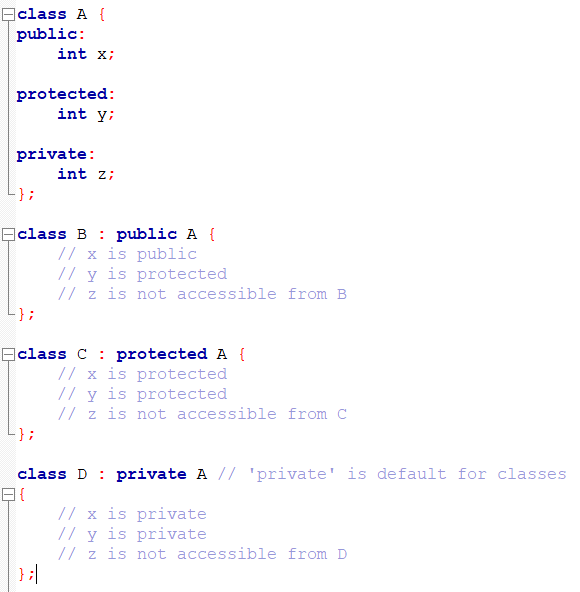 class A {
public:
    int x;

protected:
    int y;

private:
    int z;
};

class B : public A {
    // x is public
    // y is protected
    // z is not accessible from B
};

class C : protected A {
    // x is protected
    // y is protected
    // z is not accessible from C
};

class D : private A // 'private' is default for classes
{
    // x is private
    // y is private
    // z is not accessible from D
};